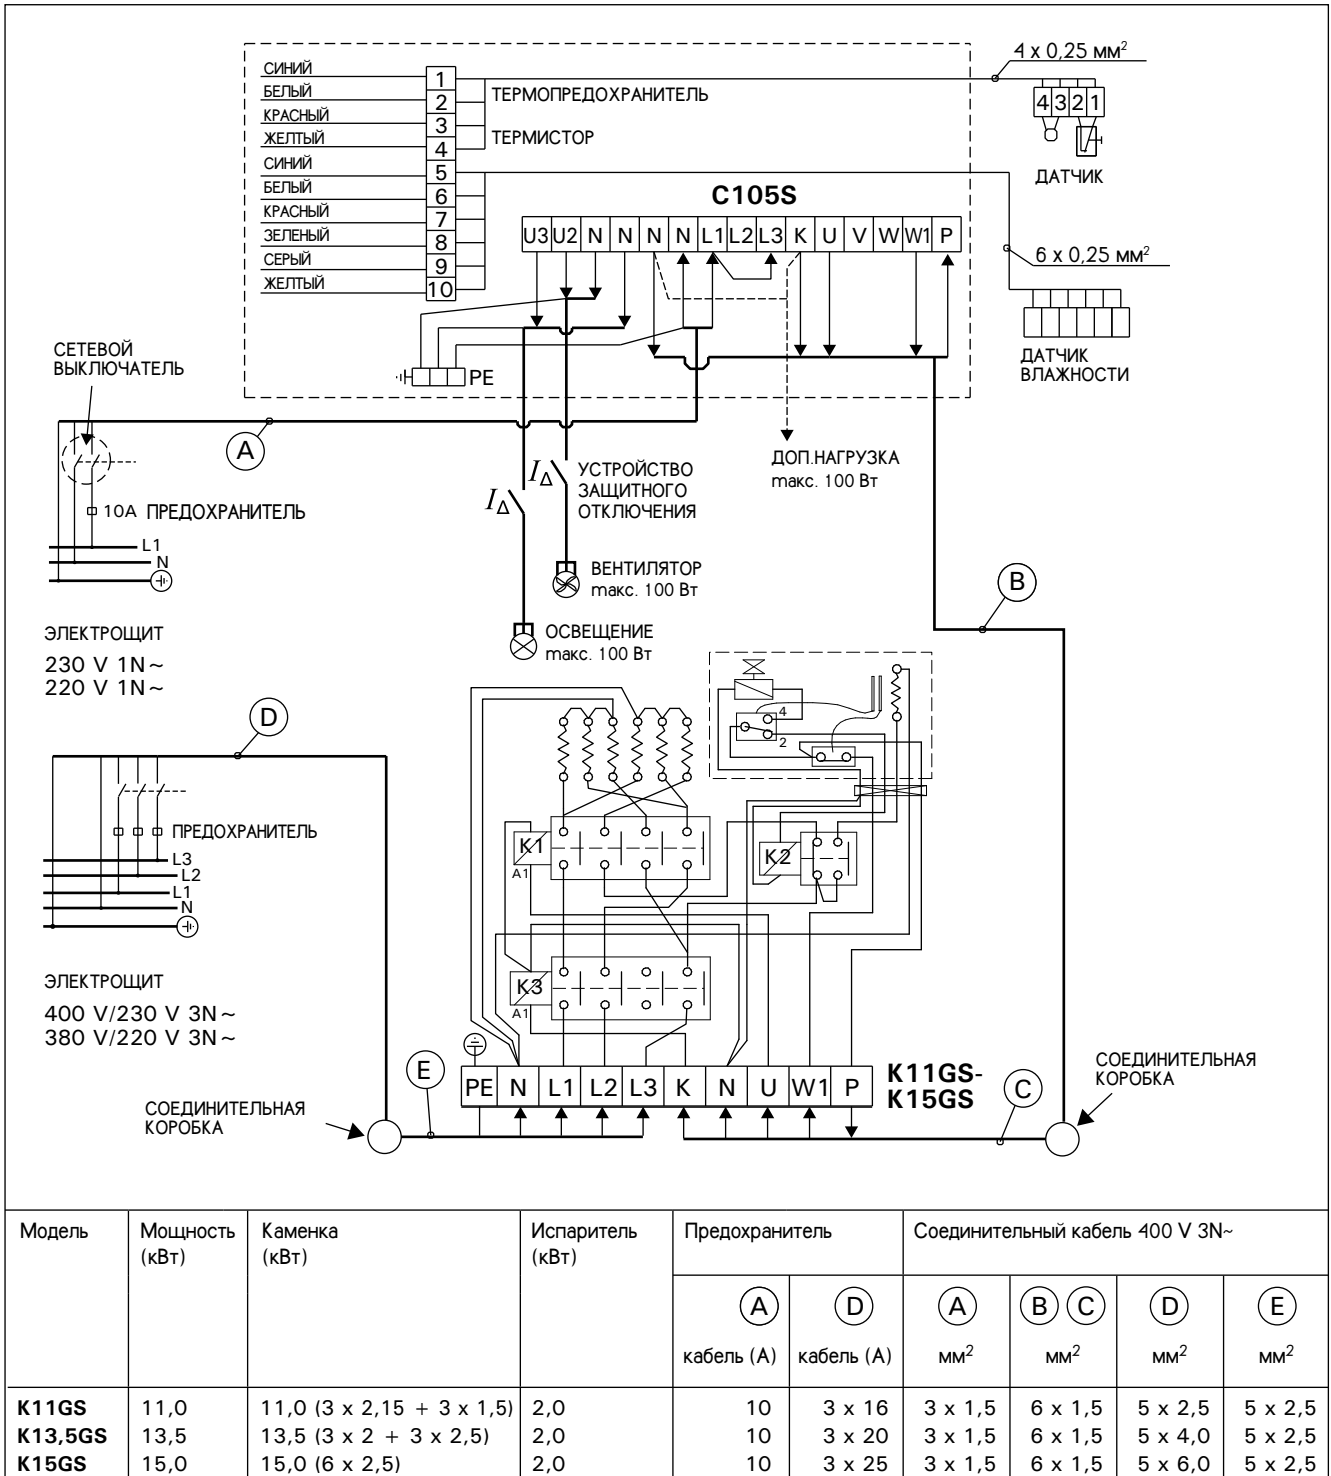 4 x 0,25 мм²
СИНИЙ 1
БЕЛЫЙ 2 ТЕРМОПРЕДОХРАНИТЕЛЬ
КРАСНЫЙ 3
ЖЕЛТЫЙ 4 ТЕРМИСТОР
СИНИЙ 5
БЕЛЫЙ 6
КРАСНЫЙ 7
ЗЕЛЕНЫЙ 8
СЕРЫЙ 9
ЖЕЛТЫЙ 10
4 3 2 1
ДАТЧИК
C105S
U3 U2 N N N N L1 L2 L3 K U V W W1 P
6 x 0,25 мм²
ДАТЧИК
ВЛАЖНОСТИ
PE
СЕТЕВОЙ
ВЫКЛЮЧАТЕЛЬ
A
10A ПРЕДОХРАНИТЕЛЬ
L1
N
I∆
I∆
УСТРОЙСТВО
ЗАЩИТНОГО
ОТКЛЮЧЕНИЯ
ДОП.НАГРУЗКА
макс. 100 Вт
ВЕНТИЛЯТОР
макс. 100 Вт
ОСВЕЩЕНИЕ
макс. 100 Вт
B
ЭЛЕКТРОЩИТ
230 V 1N~
220 V 1N~
D
4
2
ПРЕДОХРАНИТЕЛЬ
L3
L2
L1
N
K1
A1
K2
K3
A1
ЭЛЕКТРОЩИТ
400 V/230 V 3N~
380 V/220 V 3N~
E
PE N L1 L2 L3 K N U W1 P
K11GS-
K15GS
C
СОЕДИНИТЕЛЬНАЯ
КОРОБКА
СОЕДИНИТЕЛЬНАЯ
КОРОБКА
Модель Мощность (кВт) Каменка (кВт) Испаритель (кВт) Предохранитель Соединительный кабель 400 V 3N~
A D A B C D E
кабель (A) кабель (A) мм² мм² мм² мм²
K11GS 11,0 11,0 (3 x 2,15 + 3 x 1,5) 2,0 10 3 x 16 3 x 1,5 6 x 1,5 5 x 2,5 5 x 2,5
K13,5GS 13,5 13,5 (3 x 2 + 3 x 2,5) 2,0 10 3 x 20 3 x 1,5 6 x 1,5 5 x 4,0 5 x 2,5
K15GS 15,0 15,0 (6 x 2,5) 2,0 10 3 x 25 3 x 1,5 6 x 1,5 5 x 6,0 5 x 2,5